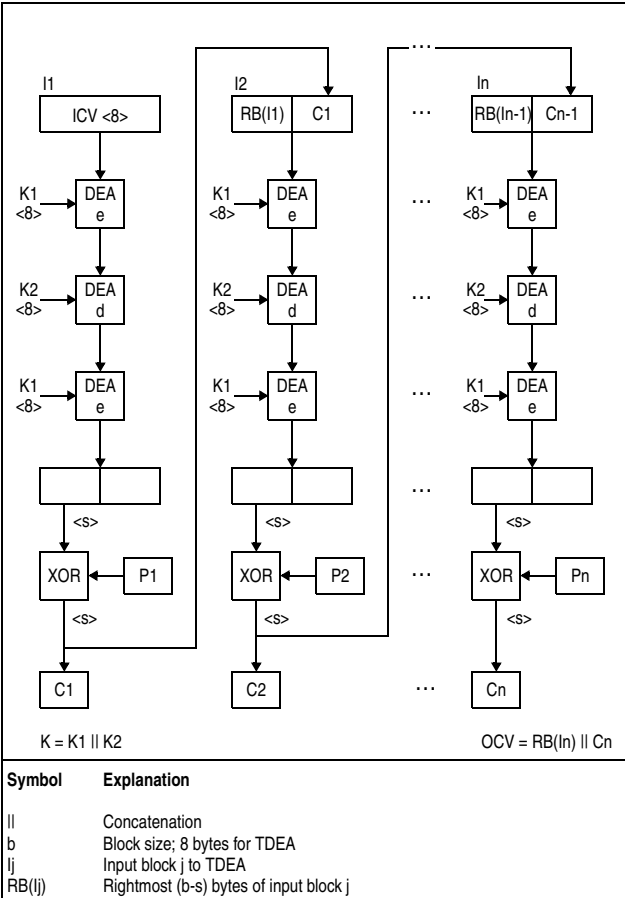 ...
I1 I2 In
ICV <8> RB(I1) C1 ... RB(In-1) Cn-1
K1 <8> DEA e K1 <8> DEA e ... K1 <8> DEA e
K2 <8> DEA d K2 <8> DEA d ... K2 <8> DEA d
K1 <8> DEA e K1 <8> DEA e ... K1 <8> DEA e
...
<s> <s> <s>
XOR P1 XOR P2 ... XOR Pn
<s> <s> <s>
C1 C2 ... Cn
K = K1 || K2 OCV = RB(In) || Cn
Symbol Explanation
|| Concatenation
b Block size; 8 bytes for TDEA
Ij Input block j to TDEA
RB(Ij) Rightmost (b-s) bytes of input block j